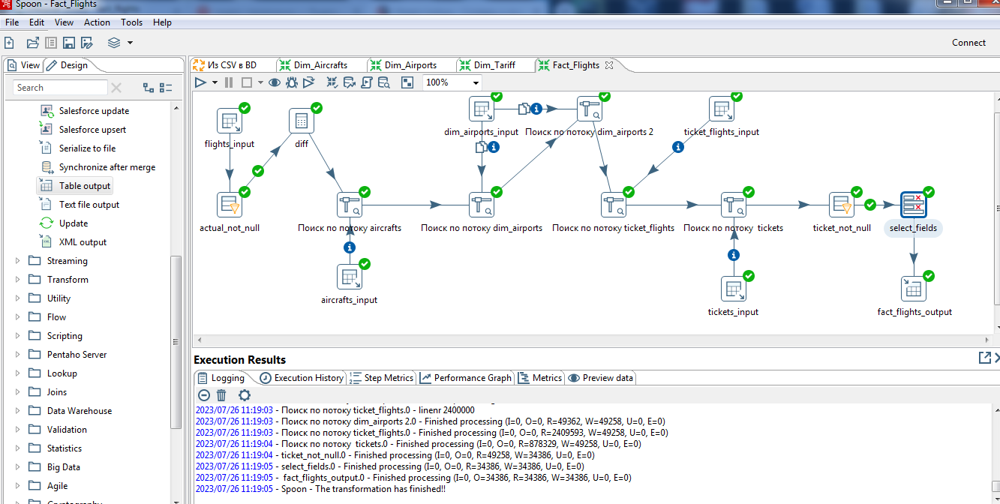 Spoon - Fact_Flights
File Edit View Action Tools Help
Connect
View Design
Search
Salesforce update
Salesforce upsert
Serialize to file
Synchronize after merge
Table output
Text file output
Update
XML output
Streaming
Transform
Utility
Flow
Scripting
Pentaho Server
Lookup
Joins
Data Warehouse
Validation
Statistics
Big Data
Agile
Cryptography
Из CSV в BD Dim_Aircrafts Dim_Airports Dim_Tariff Fact_Flights
100%
flights_input
diff
dim_airports_input
Поиск по потоку dim_airports 2
ticket_flights_input
actual_not_null
Поиск по потоку aircrafts
Поиск по потоку dim_airports
Поиск по потоку ticket_flights
Поиск по потоку tickets
ticket_not_null
select_fields
aircrafts_input
tickets_input
fact_flights_output
Execution Results
Logging Execution History Step Metrics Performance Graph Metrics Preview data
2023/07/26 11:19:03 - Поиск по потоку ticket_flights.0 - linenr 2400000
2023/07/26 11:19:03 - Поиск по потоку dim_airports 2.0 - Finished processing (I=0, O=0, R=49362, W=49258, U=0, E=0)
2023/07/26 11:19:03 - Поиск по потоку ticket_flights.0 - Finished processing (I=0, O=0, R=2409593, W=49258, U=0, E=0)
2023/07/26 11:19:04 - Поиск по потоку  tickets.0 - Finished processing (I=0, O=0, R=878329, W=49258, U=0, E=0)
2023/07/26 11:19:04 - ticket_not_null.0 - Finished processing (I=0, O=0, R=49258, W=34386, U=0, E=0)
2023/07/26 11:19:05 - select_fields.0 - Finished processing (I=0, O=0, R=34386, W=34386, U=0, E=0)
2023/07/26 11:19:05 -  fact_flights_output.0 - Finished processing (I=0, O=34386, R=34386, W=34386, U=0, E=0)
2023/07/26 11:19:05 - Spoon - The transformation has finished!!